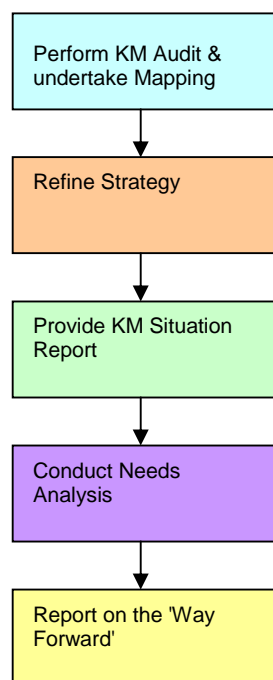 Perform KM Audit &
undertake Mapping
Refine Strategy
Provide KM Situation
Report
Conduct Needs
Analysis
Report on the 'Way
Forward'